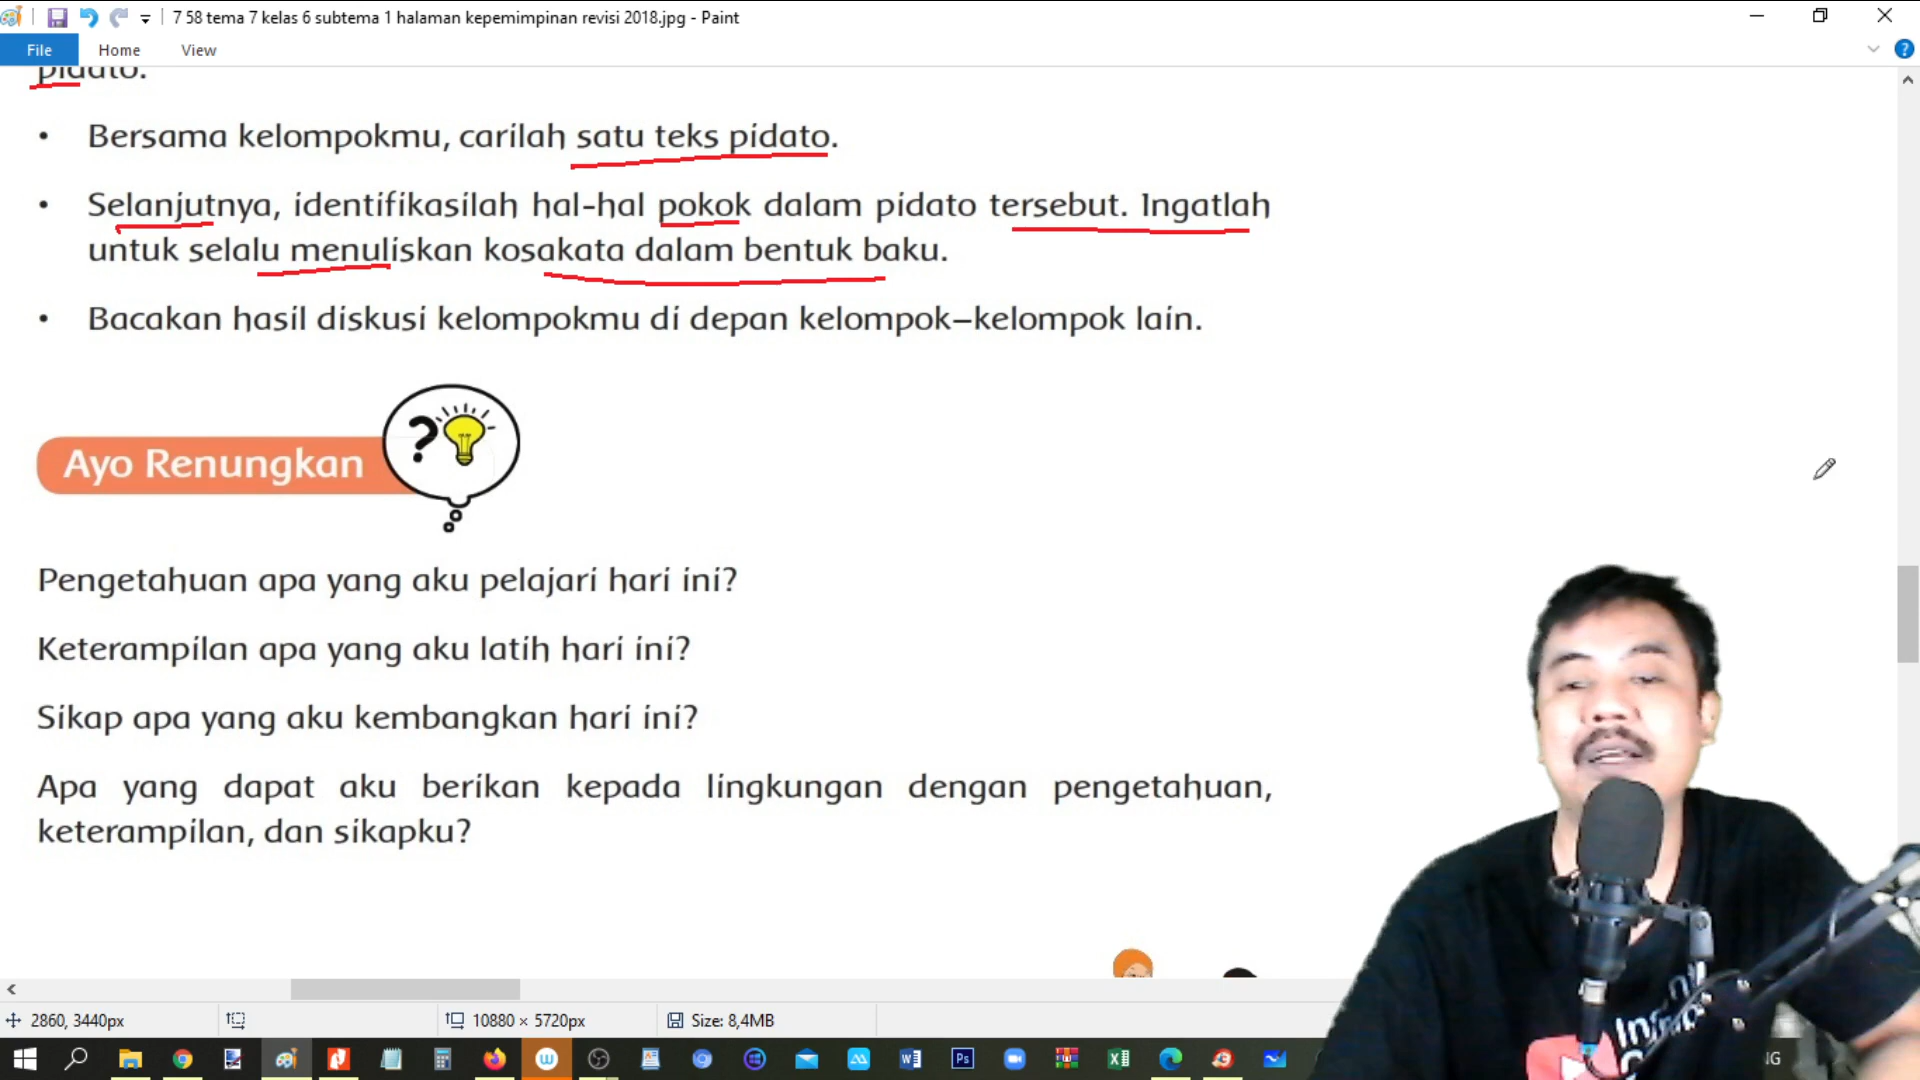 7 58 tema 7 kelas 6 subtema 1 halaman kepemimpinan revisi 2018.jpg - Paint
File Home View
pidato.
• Bersama kelompokmu, carilah satu teks pidato.
• Selanjutnya, identifikasilah hal-hal pokok dalam pidato tersebut. Ingatlah
untuk selalu menuliskan kosakata dalam bentuk baku.
• Bacakan hasil diskusi kelompokmu di depan kelompok–kelompok lain.
?
Ayo Renungkan
Pengetahuan apa yang aku pelajari hari ini?
Keterampilan apa yang aku latih hari ini?
Sikap apa yang aku kembangkan hari ini?
Apa yang dapat aku berikan kepada lingkungan dengan pengetahuan,
keterampilan, dan sikapku?
2860, 3440px
10880 × 5720px
Size: 8,4MB
Ps